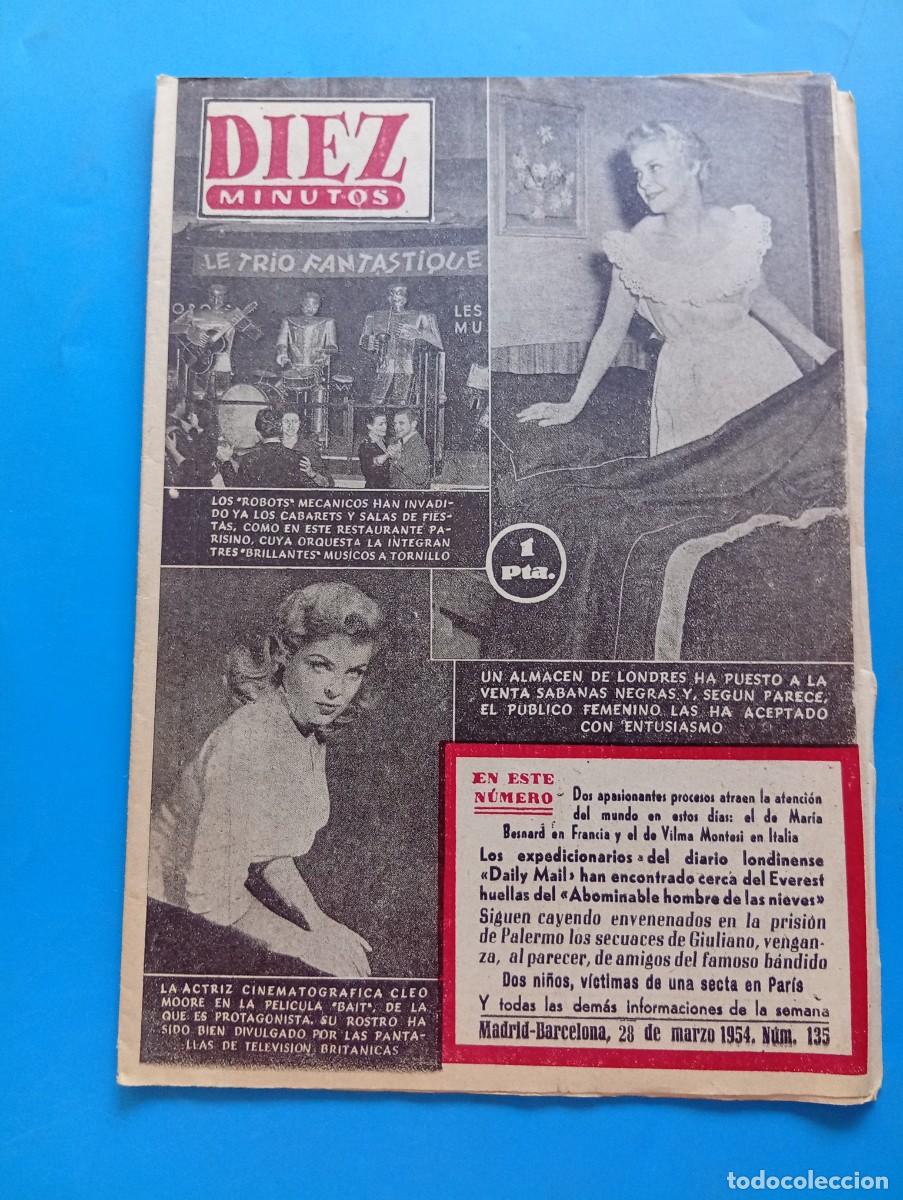 DIEZ
MINUTOS
LE TRIO FANTASTIQUE
LES
MU
LOS "ROBOTS" MECANICOS HAN INVADI-
DO YA LOS CABARETS Y SALAS DE FIES-
TAS, COMO EN ESTE RESTAURANTE PA-
RISINO, CUYA ORQUESTA LA INTEGRAN
TRES "BRILLANTES" MUSICOS A TORNILLO
1
Pta.
UN ALMACEN DE LONDRES HA PUESTO A LA
VENTA SABANAS NEGRAS Y, SEGUN PARECE,
EL PUBLICO FEMENINO LAS HA ACEPTADO
CON ENTUSIASMO
LA ACTRIZ CINEMATOGRAFICA CLEO
MOORE EN LA PELICULA "BAIT", DE LA
QUE ES PROTAGONISTA. SU ROSTRO HA
SIDO BIEN DIVULGADO POR LAS PANTA-
LLAS DE TELEVISION BRITANICAS
EN ESTE
NÚMERO
Dos apasionantes procesos atraen la atención
del mundo en estos días: el de María
Besnard en Francia y el de Vilma Montesi en Italia
Los expedicionarios del diario londinense
«Daily Mail» han encontrado cerca del Everest
huellas del «Abominable hombre de las nieves»
Siguen cayendo envenenados en la prisión
de Palermo los secuaces de Giuliano, vengan-
za, al parecer, de amigos del famoso bándido
Dos niños, víctimas de una secta en París
Y todas las demás informaciones de la semana
Madrid-Barcelona, 28 de marzo 1954. Núm. 135
todocoleccion